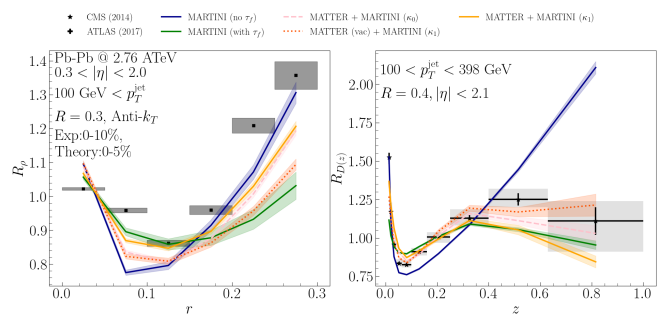 CMS (2014)
ATLAS (2017)
MARTINI (no τ_f)
MARTINI (with τ_f)
MATTER + MARTINI (κ_0)
MATTER (vac) + MARTINI (κ_1)
MATTER + MARTINI (κ_1)
Pb-Pb @ 2.76 ATeV
0.3 < |η| < 2.0
100 GeV < p_T^jet
R = 0.3, Anti-k_T
Exp:0-10%,
Theory:0-5%
R_ρ
1.4
1.3
1.2
1.1
1.0
0.9
0.8
0.0 0.1 0.2 0.3
r
100 < p_T^jet < 398 GeV
R = 0.4, |η| < 2.1
R_D(z)
2.00
1.75
1.50
1.25
1.00
0.75
0.0 0.2 0.4 0.6 0.8 1.0
z